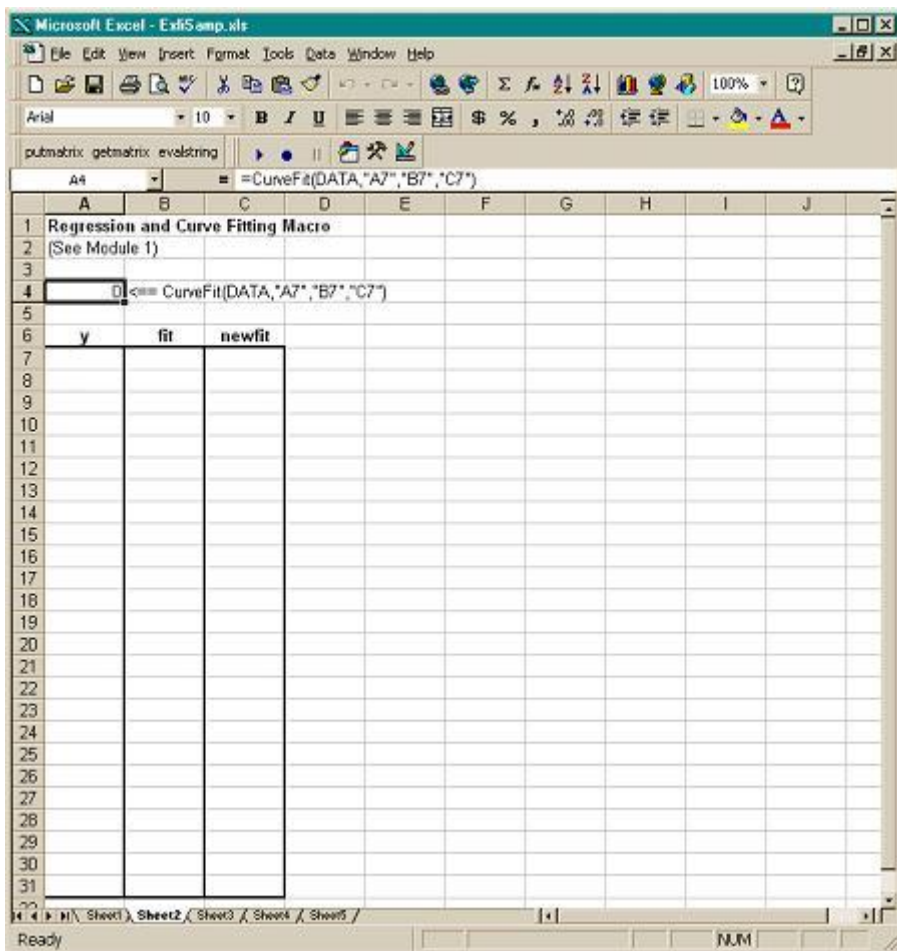 Microsoft Excel - ExliSamp.xls
File Edit View Insert Format Tools Data Window Help
100%
Arial 10 B I U $ % ,
putmatrix getmatrix evalstring
A4 = =CurveFit(DATA,"A7","B7","C7")
A B C D E F G H I J
1 Regression and Curve Fitting Macro
2 (See Module 1)
3
4 0 <== CurveFit(DATA,"A7","B7","C7")
5
6 y fit newfit
7
8
9
10
11
12
13
14
15
16
17
18
19
20
21
22
23
24
25
26
27
28
29
30
31
Sheet1 Sheet2 Sheet3 Sheet4 Sheet5
Ready NUM